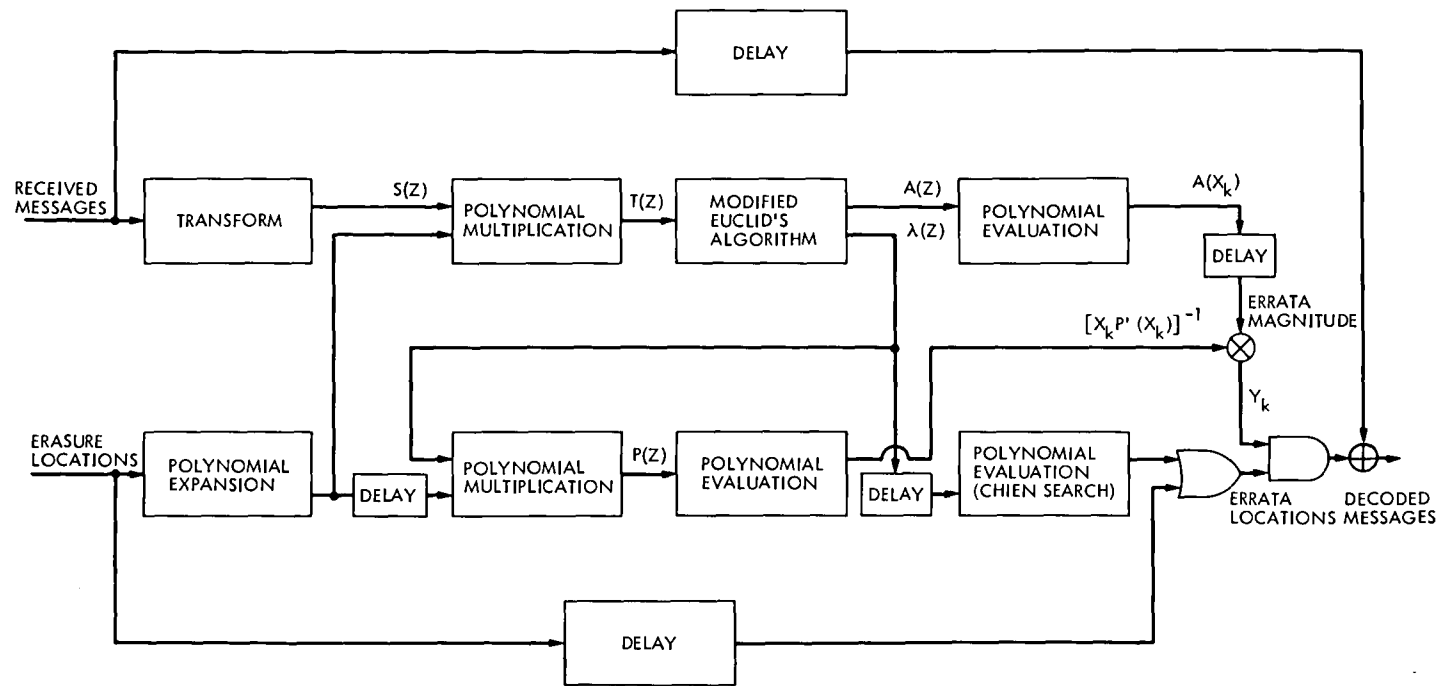 DELAY
RECEIVED
MESSAGES
TRANSFORM
S(Z)
POLYNOMIAL
MULTIPLICATION
T(Z)
MODIFIED
EUCLID'S
ALGORITHM
A(Z)
λ(Z)
POLYNOMIAL
EVALUATION
A(X_k)
DELAY
ERRATA
MAGNITUDE
[X_k P' (X_k)]^-1
Y_k
ERASURE
LOCATIONS
POLYNOMIAL
EXPANSION
DELAY
POLYNOMIAL
MULTIPLICATION
P(Z)
POLYNOMIAL
EVALUATION
DELAY
POLYNOMIAL
EVALUATION
(CHIEN SEARCH)
ERRATA
LOCATIONS
DECODED
MESSAGES
DELAY